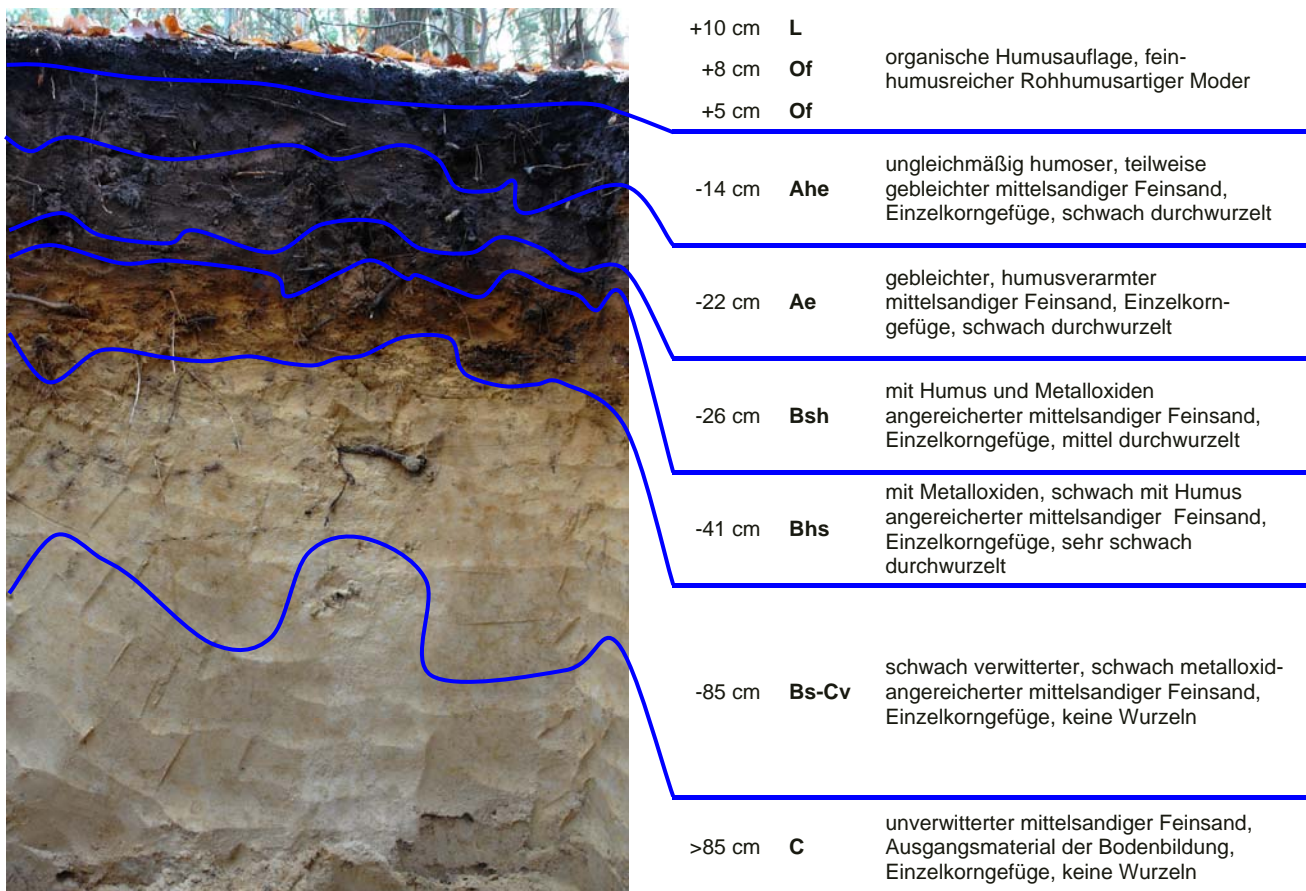 +10 cm L
+8 cm Of
+5 cm Of
organische Humusauflage, fein-
humusreicher Rohhumusartiger Moder
-14 cm Ahe
ungleichmäßig humoser, teilweise
gebleichter mittelsandiger Feinsand,
Einzelkorngefüge, schwach durchwurzelt
-22 cm Ae
gebleichter, humusverarmter
mittelsandiger Feinsand, Einzelkorn-
gefüge, schwach durchwurzelt
-26 cm Bsh
mit Humus und Metalloxiden
angereicherter mittelsandiger Feinsand,
Einzelkorngefüge, mittel durchwurzelt
-41 cm Bhs
mit Metalloxiden, schwach mit Humus
angereicherter mittelsandiger Feinsand,
Einzelkorngefüge, sehr schwach
durchwurzelt
-85 cm Bs-Cv
schwach verwitterter, schwach metalloxid-
angereicherter mittelsandiger Feinsand,
Einzelkorngefüge, keine Wurzeln
>85 cm C
unverwitterter mittelsandiger Feinsand,
Ausgangsmaterial der Bodenbildung,
Einzelkorngefüge, keine Wurzeln